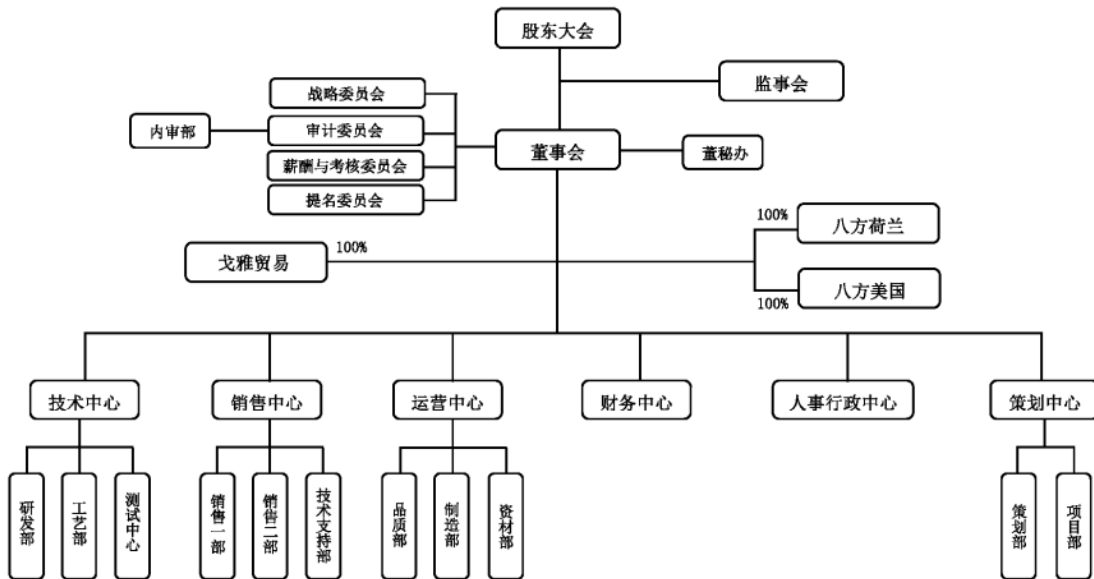 股东大会
监事会
战略委员会
内审部
审计委员会
董事会
董秘办
薪酬与考核委员会
提名委员会
100%
八方荷兰
戈雅贸易
100%
100%
八方美国
技术中心
销售中心
运营中心
财务中心
人事行政中心
策划中心
研发部
工艺部
测试中心
销售一部
销售二部
技术支持部
品质部
制造部
资材部
策划部
项目部